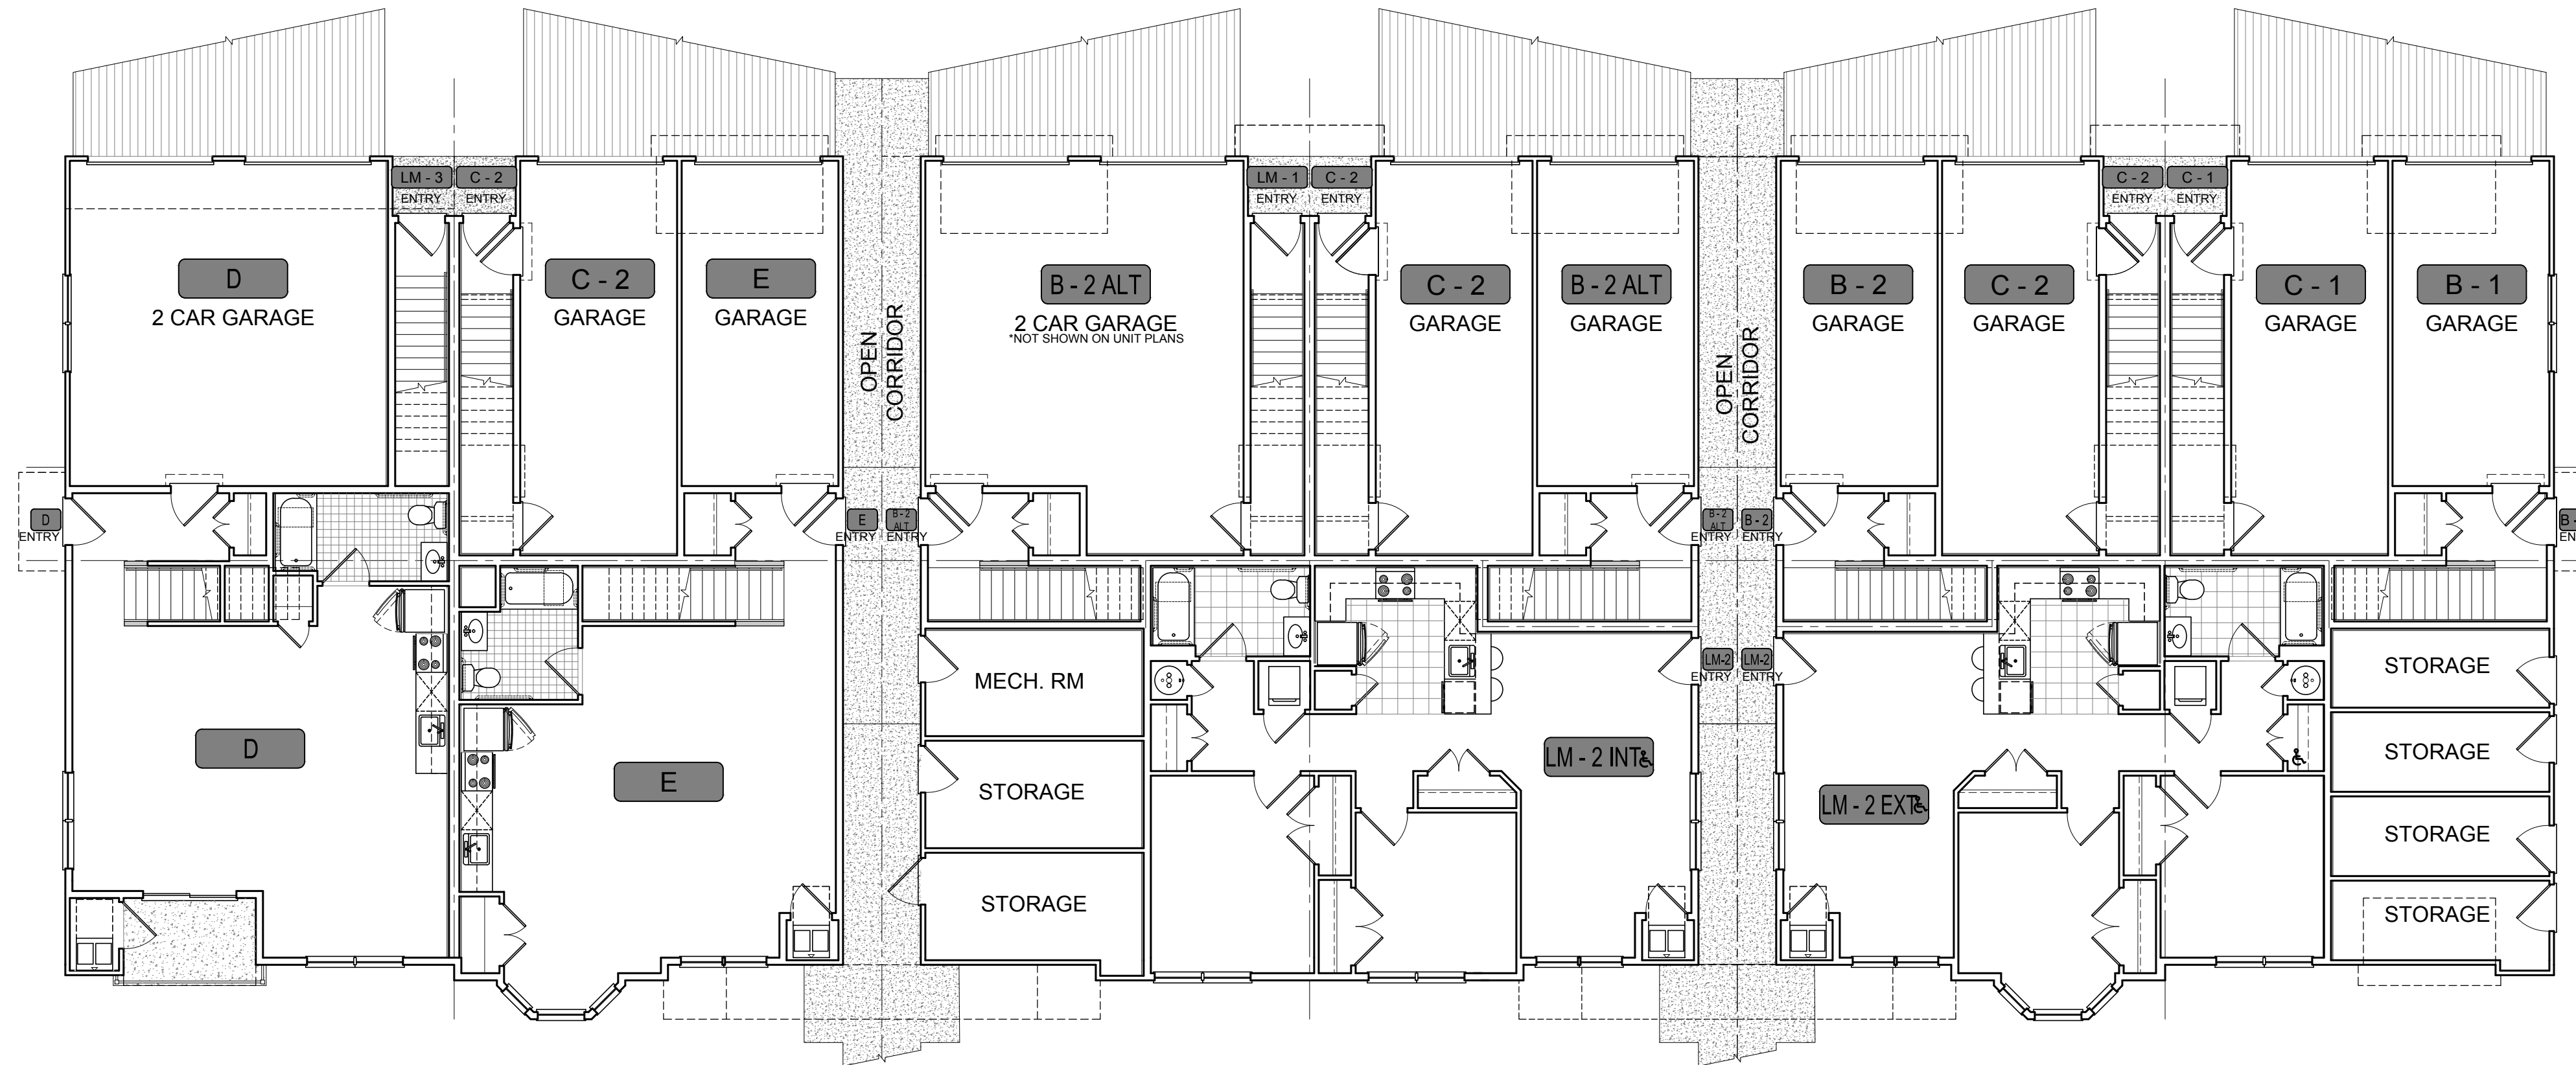 LM - 3
C - 2
LM - 1
C - 2
C - 2
C - 1
ENTRY
ENTRY
ENTRY
ENTRY
ENTRY
ENTRY
D
2 CAR GARAGE
C - 2
GARAGE
E
GARAGE
OPEN
CORRIDOR
B - 2 ALT
2 CAR GARAGE
*NOT SHOWN ON UNIT PLANS
C - 2
GARAGE
B - 2 ALT
GARAGE
OPEN
CORRIDOR
B - 2
GARAGE
C - 2
GARAGE
C - 1
GARAGE
B - 1
GARAGE
D
ENTRY
E
ENTRY
B - 2
ALT
ENTRY
B - 2
ALT
ENTRY
B - 2
ENTRY
LM-2
ENTRY
LM-2
ENTRY
MECH. RM
STORAGE
STORAGE
D
E
LM - 2 INT
LM - 2 EXT
STORAGE
STORAGE
STORAGE
STORAGE